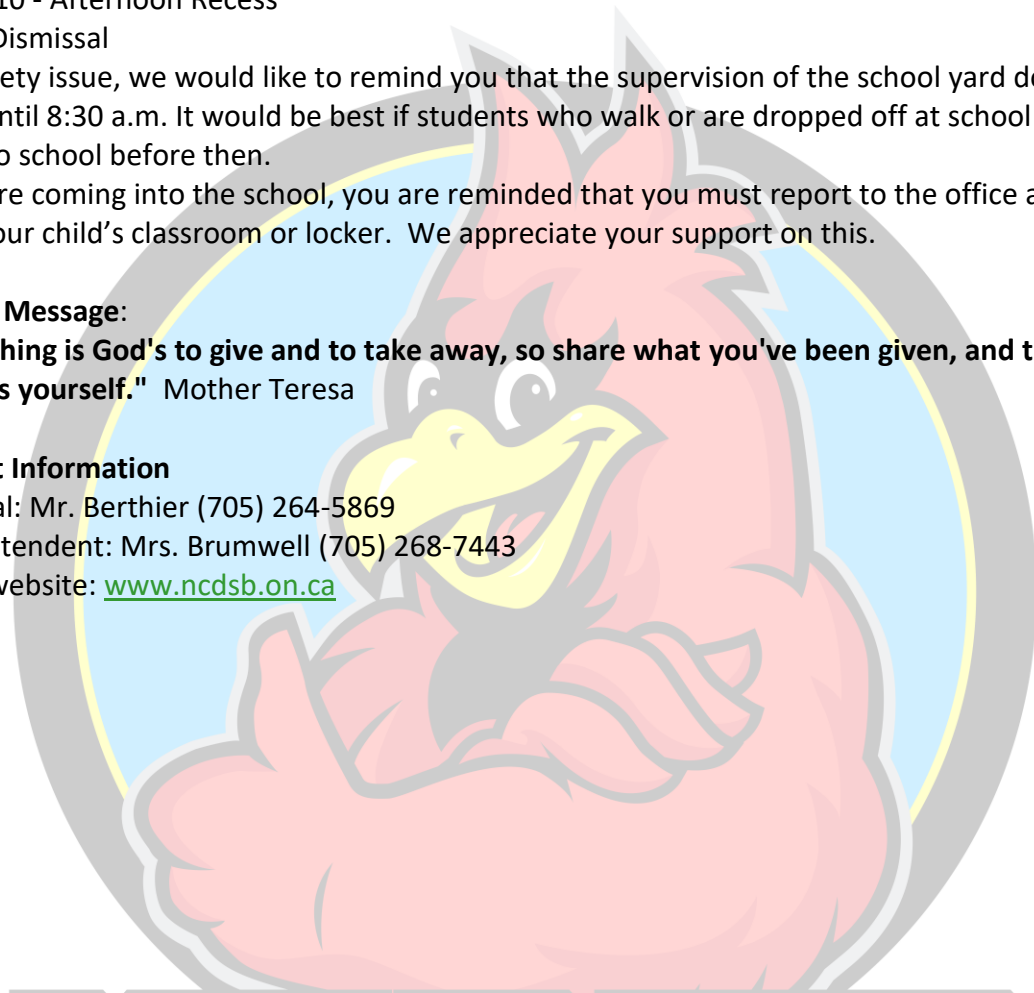 10 - Afternoon Recess
Dismissal
ety issue, we would like to remind you that the supervision of the school yard do
ntil 8:30 a.m. It would be best if students who walk or are dropped off at school
o school before then.
re coming into the school, you are reminded that you must report to the office a
our child’s classroom or locker.  We appreciate your support on this.
Message:
hing is God's to give and to take away, so share what you've been given, and t
s yourself."  Mother Teresa
t Information
al: Mr. Berthier (705) 264-5869
tendent: Mrs. Brumwell (705) 268-7443
website: www.ncdsb.on.ca